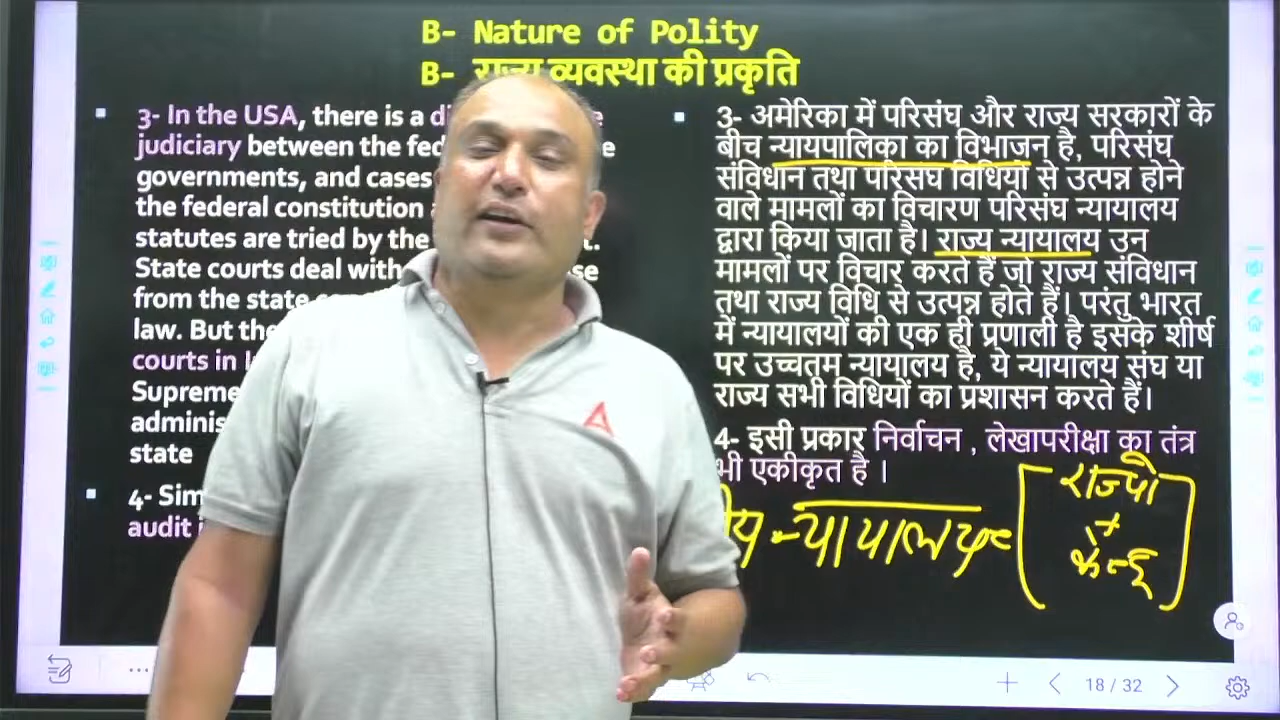 B- Nature of Polity
B- राज्य व्यवस्था की प्रकृति
3- In the USA, there is a
judiciary between the
governments, and cases
the federal constitution
statutes are tried by the
State courts deal with
from the state
law. But the
courts in
Supreme
state
4-
audit
3- अमेरिका में परिसंघ और राज्य सरकारों के
बीच न्यायपालिका का विभाजन है, परिसंघ
संविधान तथा परिसंघ विधियों से उत्पन्न होने
वाले मामलों का विचारण परिसंघ न्यायालय
द्वारा किया जाता है। राज्य न्यायालय उन
मामलों पर विचार करते हैं जो राज्य संविधान
तथा राज्य विधि से उत्पन्न होते हैं। परंतु भारत
में न्यायालयों की एक ही प्रणाली है इसके शीर्ष
पर उच्चतम न्यायालय है, ये न्यायालय संघ या
राज्य सभी विधियों का प्रशासन करते हैं।
4- इसी प्रकार निर्वाचन , लेखापरीक्षा का तंत्र
भी एकीकृत है ।
न्यायालय = [राज्यो
+
केन्द्र]
18 / 32